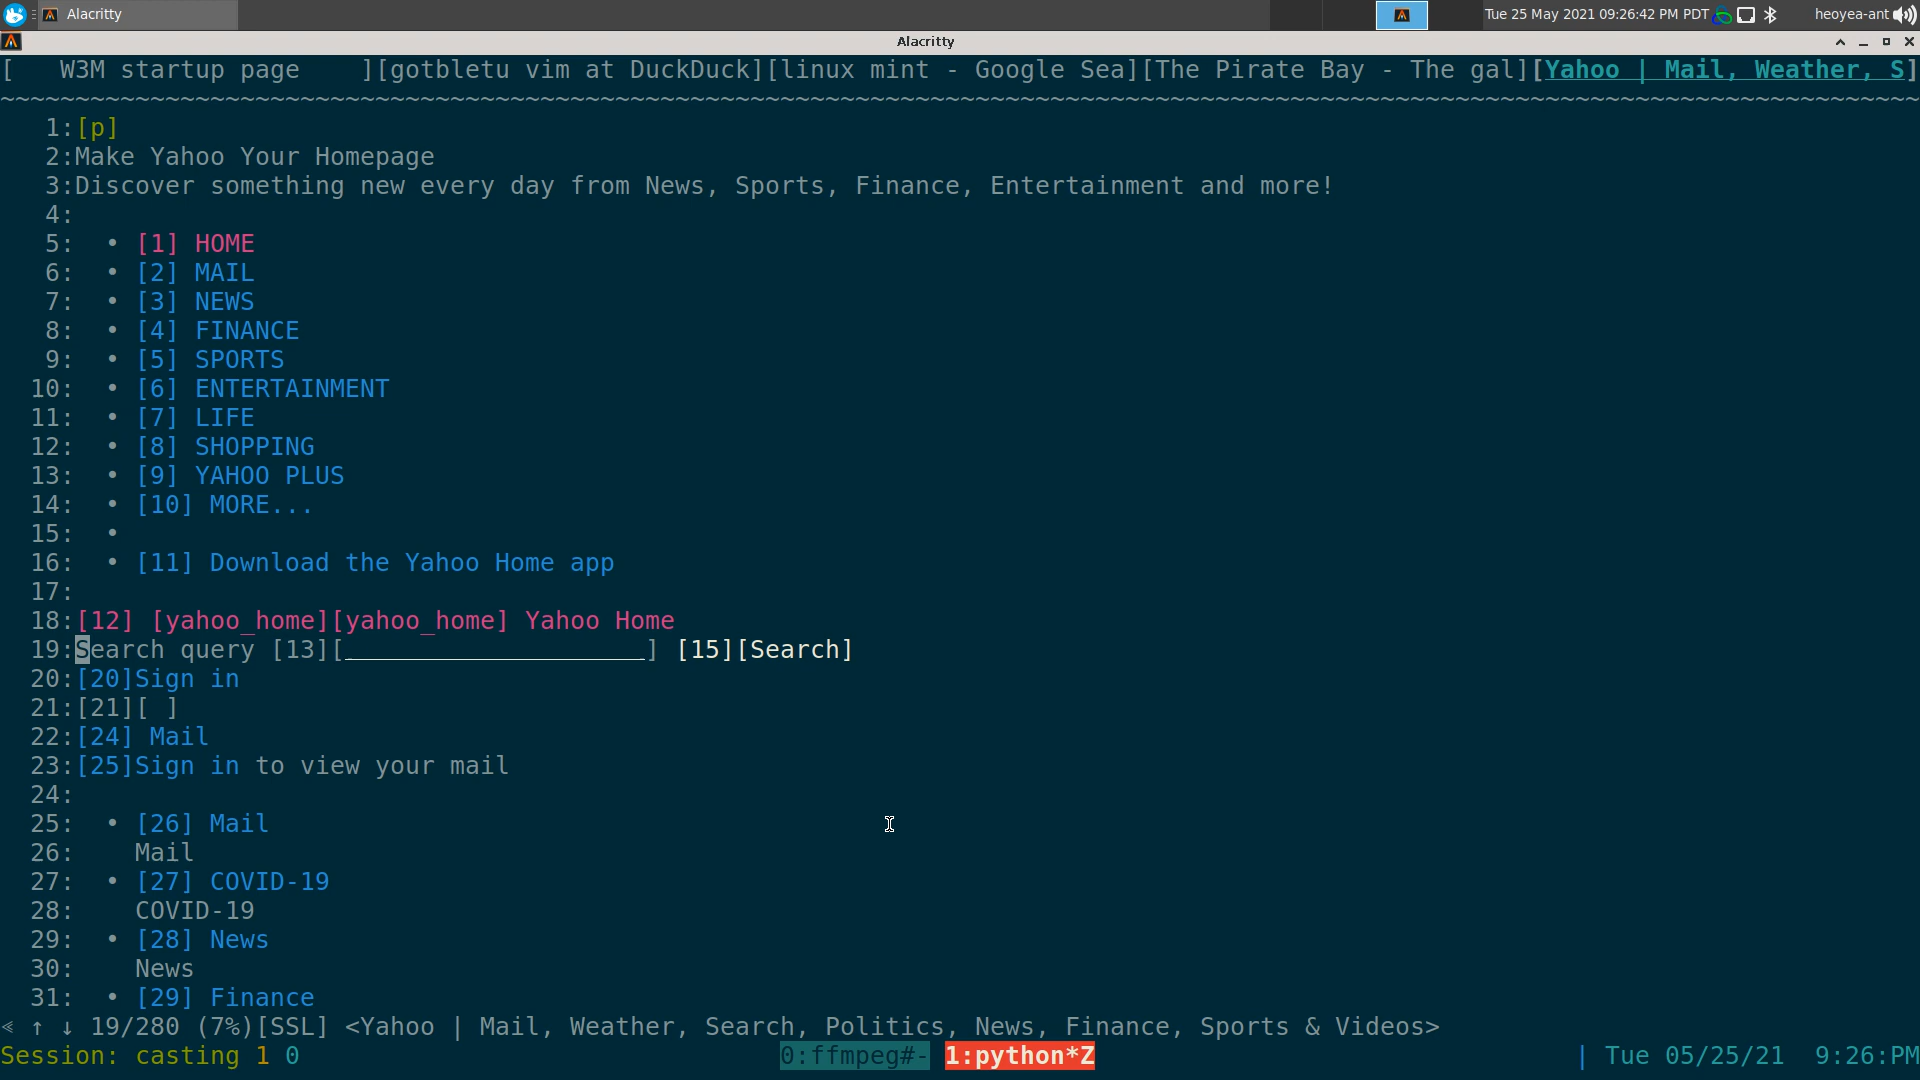 Alacritty
Tue 25 May 2021 09:26:42 PM PDT
heoyea-ant
Alacritty
[   W3M startup page    ][gotbletu vim at DuckDuck][linux mint - Google Sea][The Pirate Bay - The gal][Yahoo | Mail, Weather, S]
~~~~~~~~~~~~~~~~~~~~~~~~~~~~~~~~~~~~~~~~~~~~~~~~~~~~~~~~~~~~~~~~~~~~~~~~~~~~~~~~~~~~~~~~~~~~~~~~~~~~~~~~~~~~~~~~~~~~~~~~~~~~~~~~
1:[p]
2:Make Yahoo Your Homepage
3:Discover something new every day from News, Sports, Finance, Entertainment and more!
4:
5:  • [1] HOME
6:  • [2] MAIL
7:  • [3] NEWS
8:  • [4] FINANCE
9:  • [5] SPORTS
10:  • [6] ENTERTAINMENT
11:  • [7] LIFE
12:  • [8] SHOPPING
13:  • [9] YAHOO PLUS
14:  • [10] MORE...
15:  •
16:  • [11] Download the Yahoo Home app
17:
18:[12] [yahoo_home][yahoo_home] Yahoo Home
19:Search query [13][____________________] [15][Search]
20:[20]Sign in
21:[21][ ]
22:[24] Mail
23:[25]Sign in to view your mail
24:
25:  • [26] Mail
26:    Mail
27:  • [27] COVID-19
28:    COVID-19
29:  • [28] News
30:    News
31:  • [29] Finance
⋖ ↑ ↓ 19/280 (7%)[SSL] <Yahoo | Mail, Weather, Search, Politics, News, Finance, Sports & Videos>
Session: casting 1 0
0:ffmpeg#- 1:python*Z
| Tue 05/25/21  9:26:PM